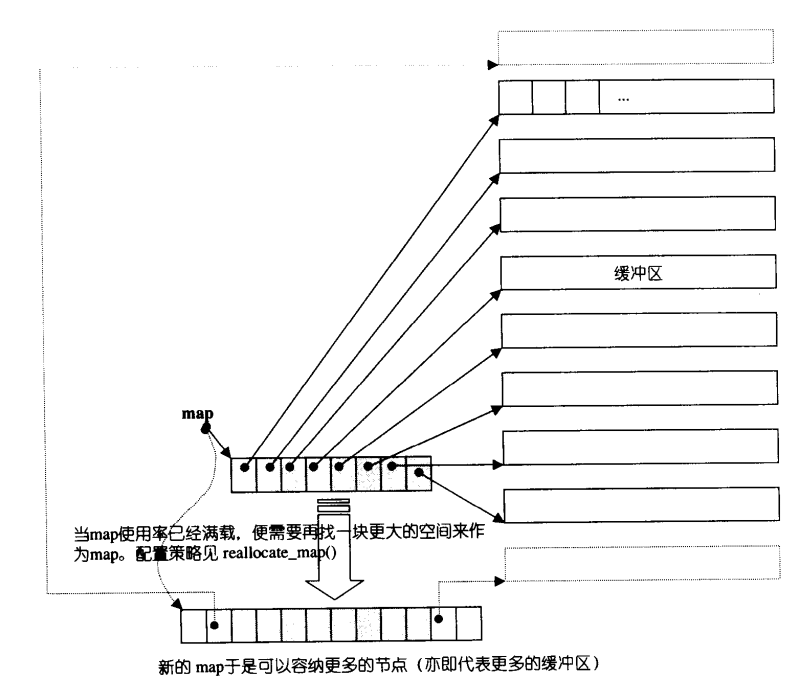 ...
缓冲区
map
当map使用率已经满载，便需要再找一块更大的空间来作
为map。配置策略见 reallocate_map()
新的 map于是可以容纳更多的节点（亦即代表更多的缓冲区）